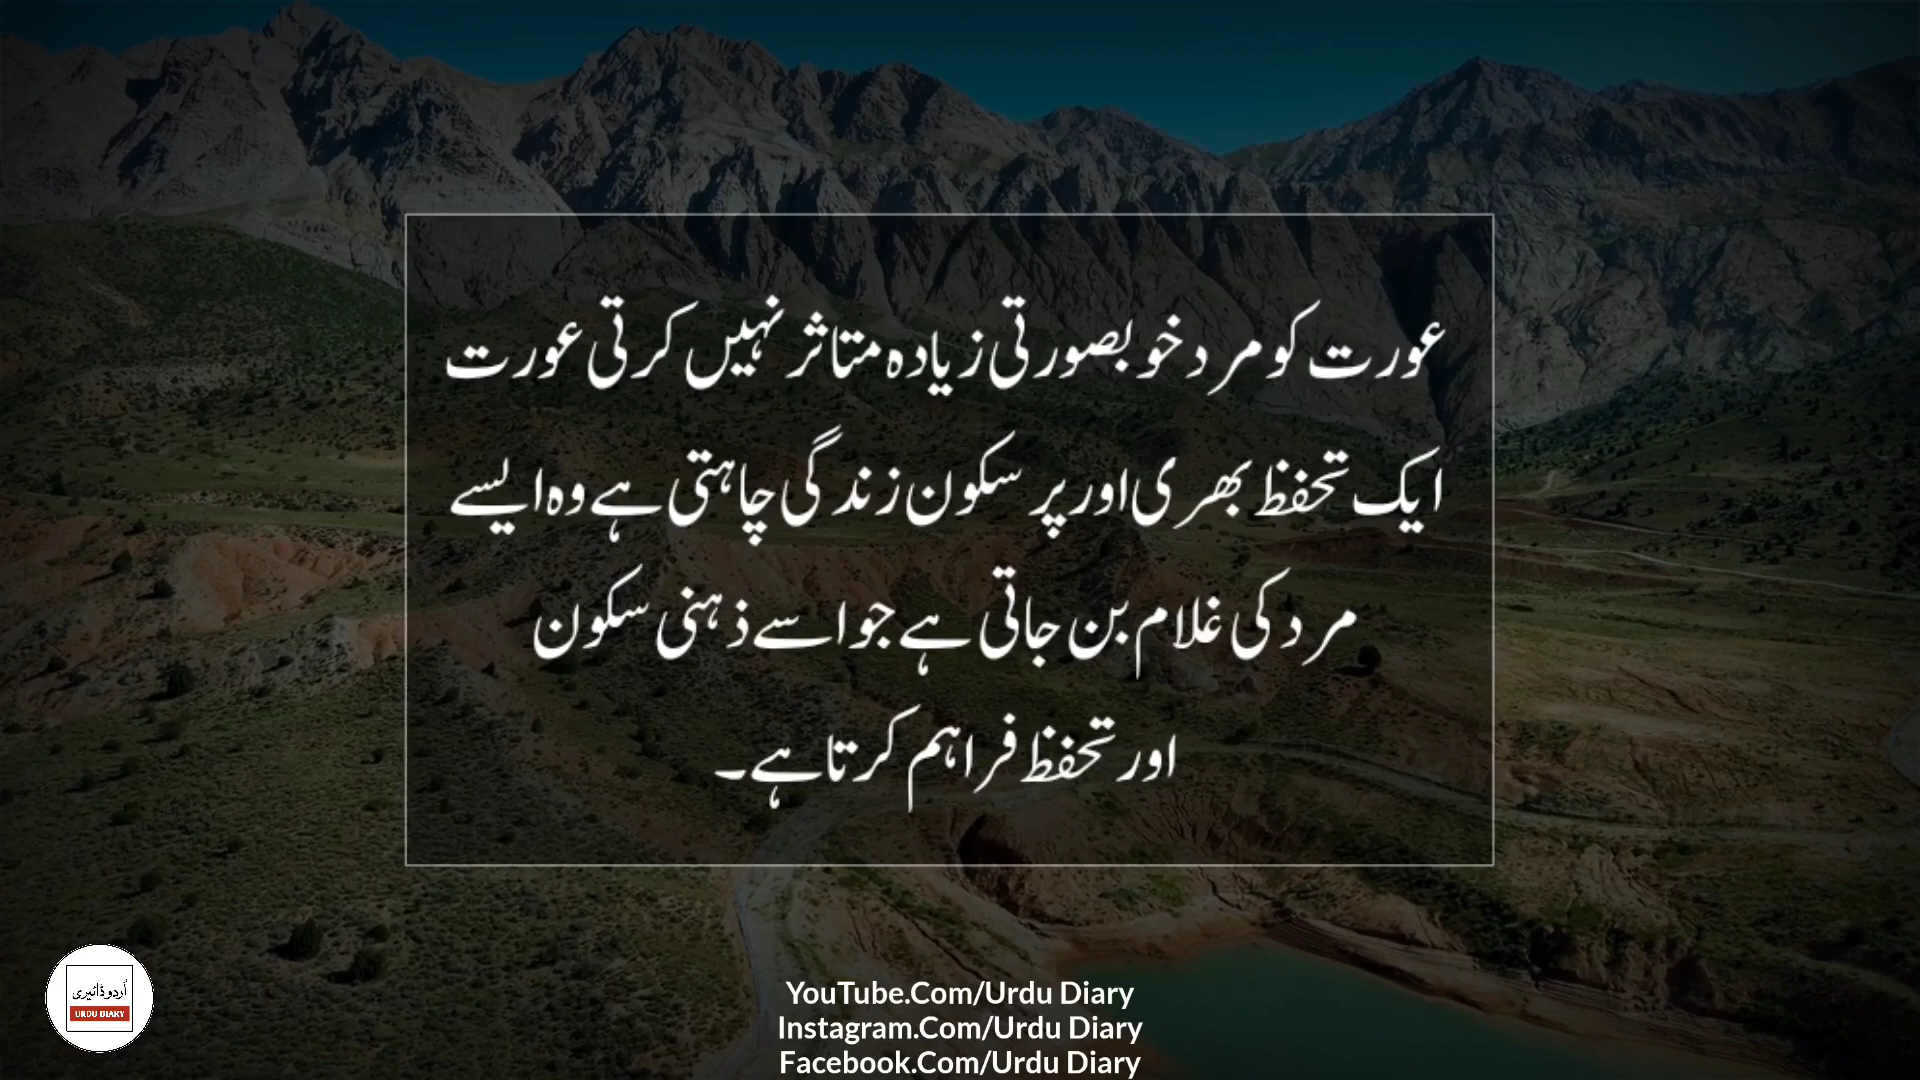 عورت کو مرد خوبصورتی زیادہ متاثر نہیں کرتی عورت
ایک تحفظ بھری اور پر سکون زندگی چاہتی ہے وہ ایسے
مرد کی غلام بن جاتی ہے جو اسے ذہنی سکون
اور تحفظ فراہم کرتا ہے۔
اُردو ڈائیری
URDU DIARY
YouTube.Com/Urdu Diary
Instagram.Com/Urdu Diary
Facebook.Com/Urdu Diary